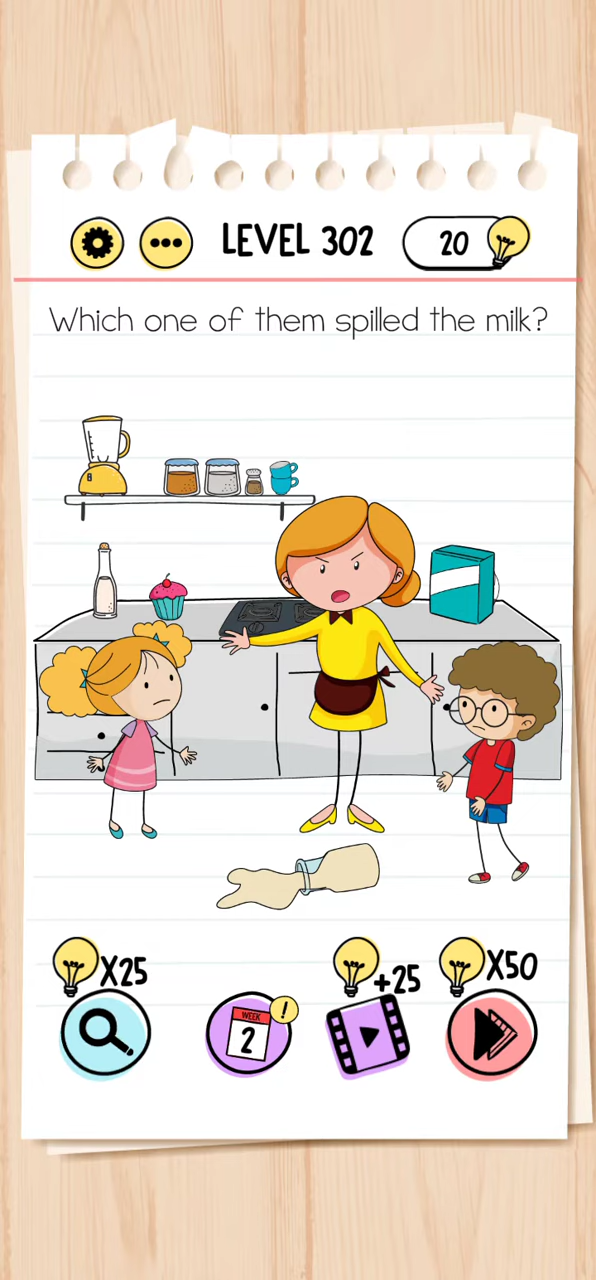 LEVEL 302
20
Which one of them spilled the milk?
X25
+25
X50
WEEK
2
!